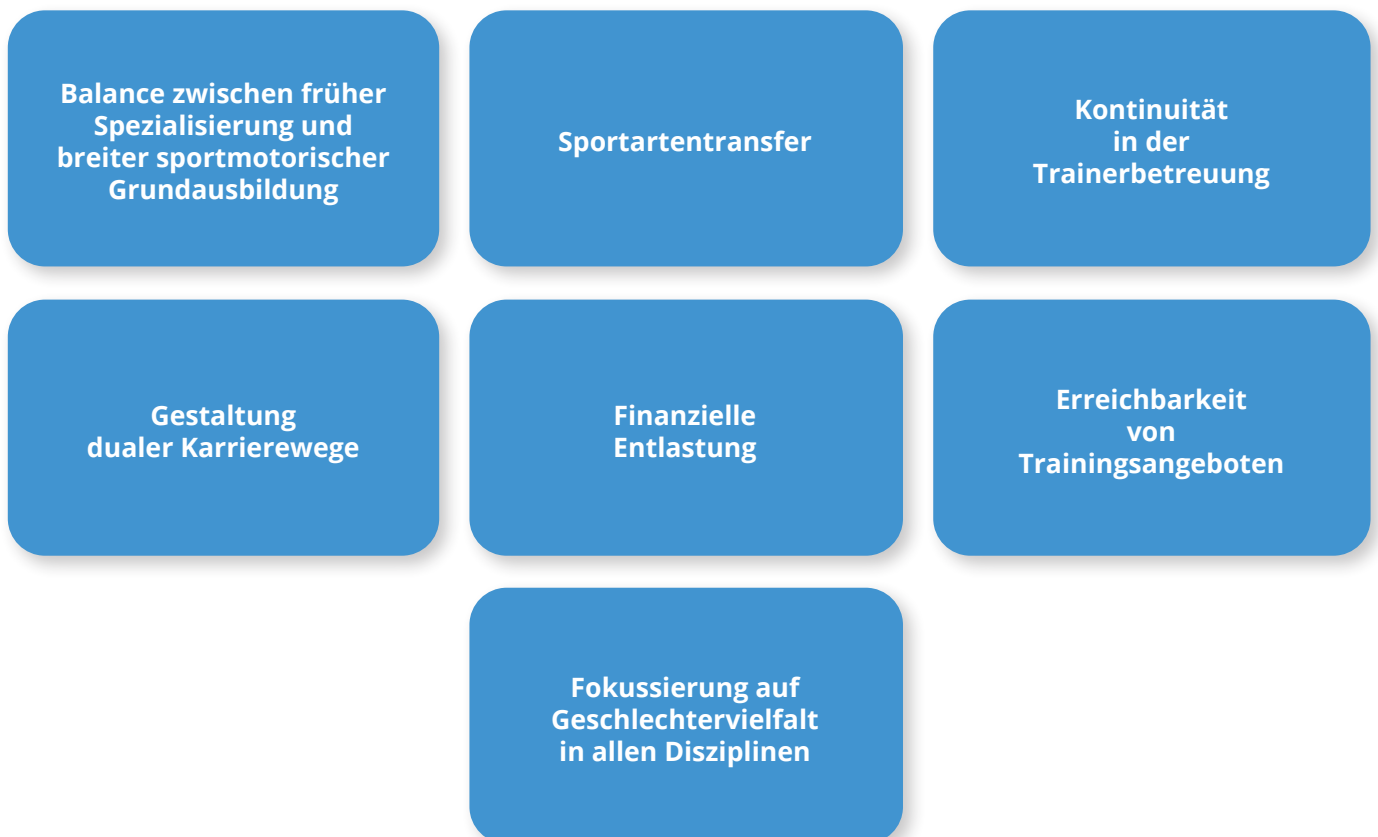 Balance zwischen früher
Spezialisierung und
breiter sportmotorischer
Grundausbildung
Sportartentransfer
Kontinuität
in der
Trainerbetreuung
Gestaltung
dualer Karrierewege
Finanzielle
Entlastung
Erreichbarkeit
von
Trainingsangeboten
Fokussierung auf
Geschlechtervielfalt
in allen Disziplinen